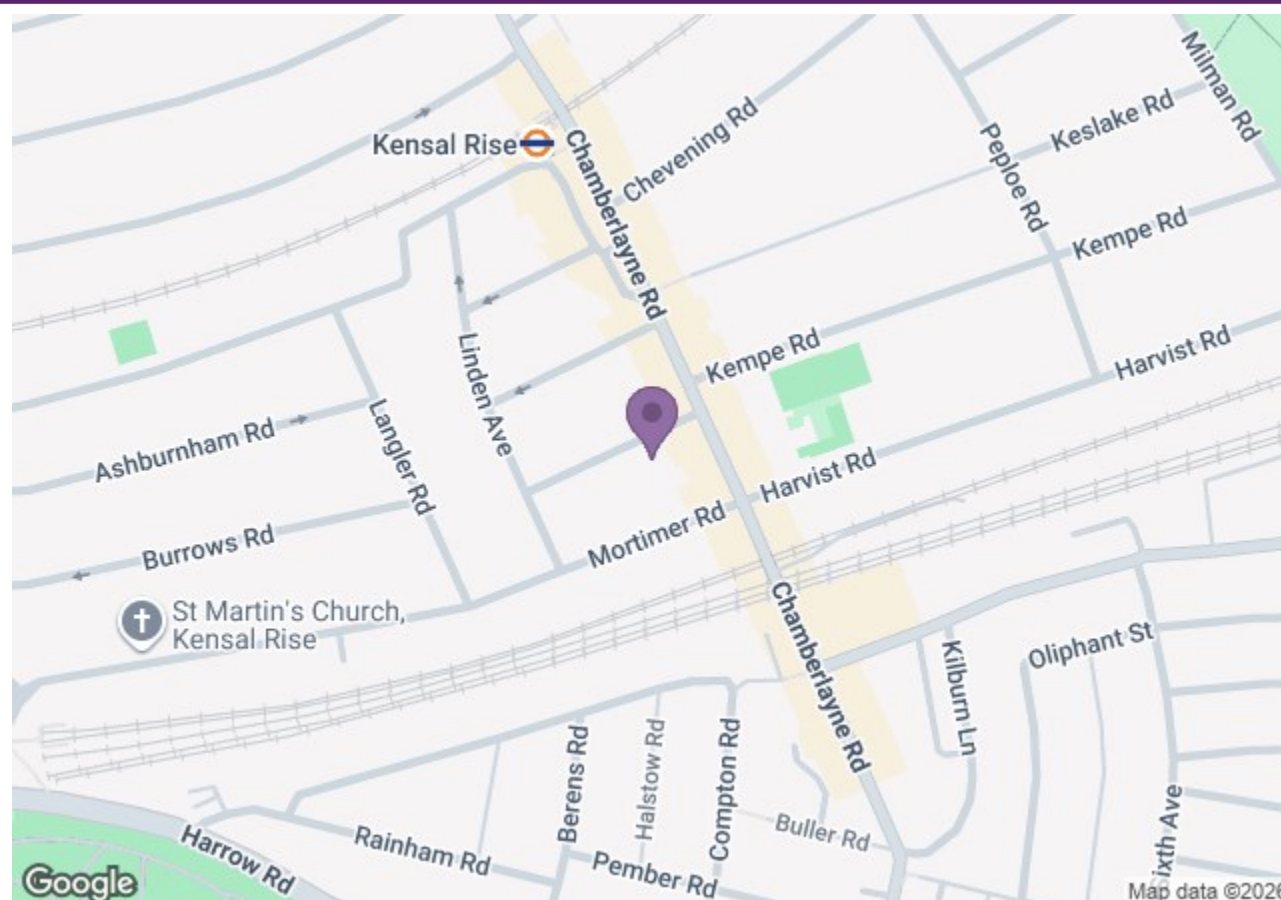 Milman Rd
Keslake Rd
Kensal Rise
Chamberlayne Rd
Chevening Rd
Peploe Rd
Kempe Rd
Linden Ave
Kempe Rd
Harvist Rd
Ashburnham Rd
Langler Rd
Harvist Rd
Mortimer Rd
Burrows Rd
St Martin's Church,
Kensal Rise
Chamberlayne Rd
Oliphant St
Kilburn Ln
Berens Rd
Halstow Rd
Compton Rd
Sixth Ave
Buller Rd
Harrow Rd
Rainham Rd
Pember Rd
Google
Map data ©2026